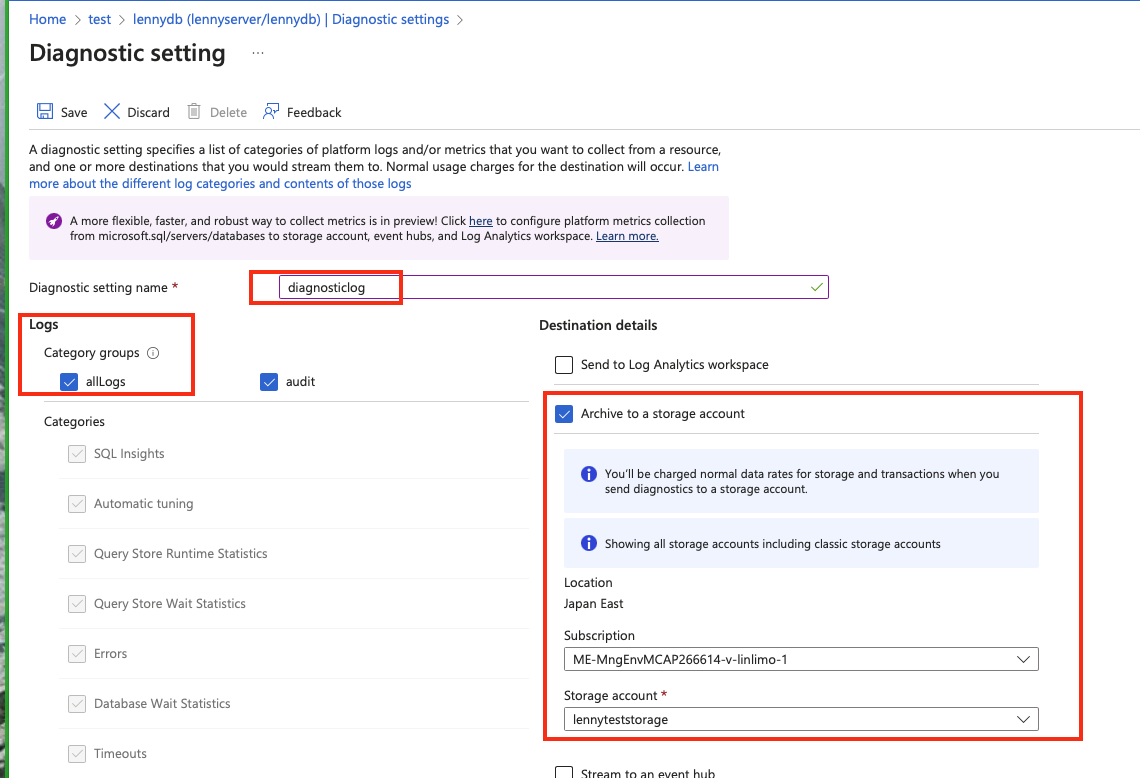 Home > test > lennydb (lennyserver/lennydb) | Diagnostic settings >
Diagnostic setting ...
Save Discard Delete Feedback
A diagnostic setting specifies a list of categories of platform logs and/or metrics that you want to collect from a resource,
and one or more destinations that you would stream them to. Normal usage charges for the destination will occur. Learn
more about the different log categories and contents of those logs
A more flexible, faster, and robust way to collect metrics is in preview! Click here to configure platform metrics collection
from microsoft.sql/servers/databases to storage account, event hubs, and Log Analytics workspace. Learn more.
Diagnostic setting name * diagnosticlog
Logs
Category groups
allLogs audit
Categories
SQL Insights
Automatic tuning
Query Store Runtime Statistics
Query Store Wait Statistics
Errors
Database Wait Statistics
Timeouts
Destination details
Send to Log Analytics workspace
Archive to a storage account
You'll be charged normal data rates for storage and transactions when you
send diagnostics to a storage account.
Showing all storage accounts including classic storage accounts
Location
Japan East
Subscription
ME-MngEnvMCAP266614-v-linlimo-1
Storage account *
lennyteststorage
Stream to an event hub